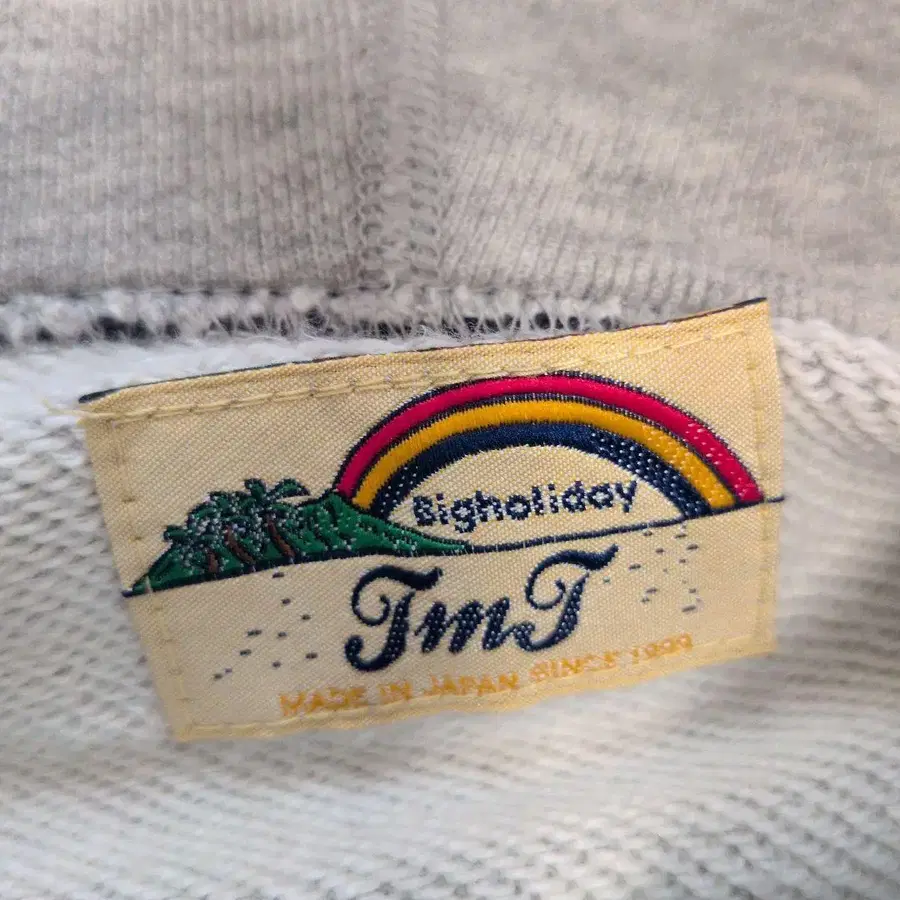 Bigholiday
TmT
MADE IN JAPAN SINCE 1999